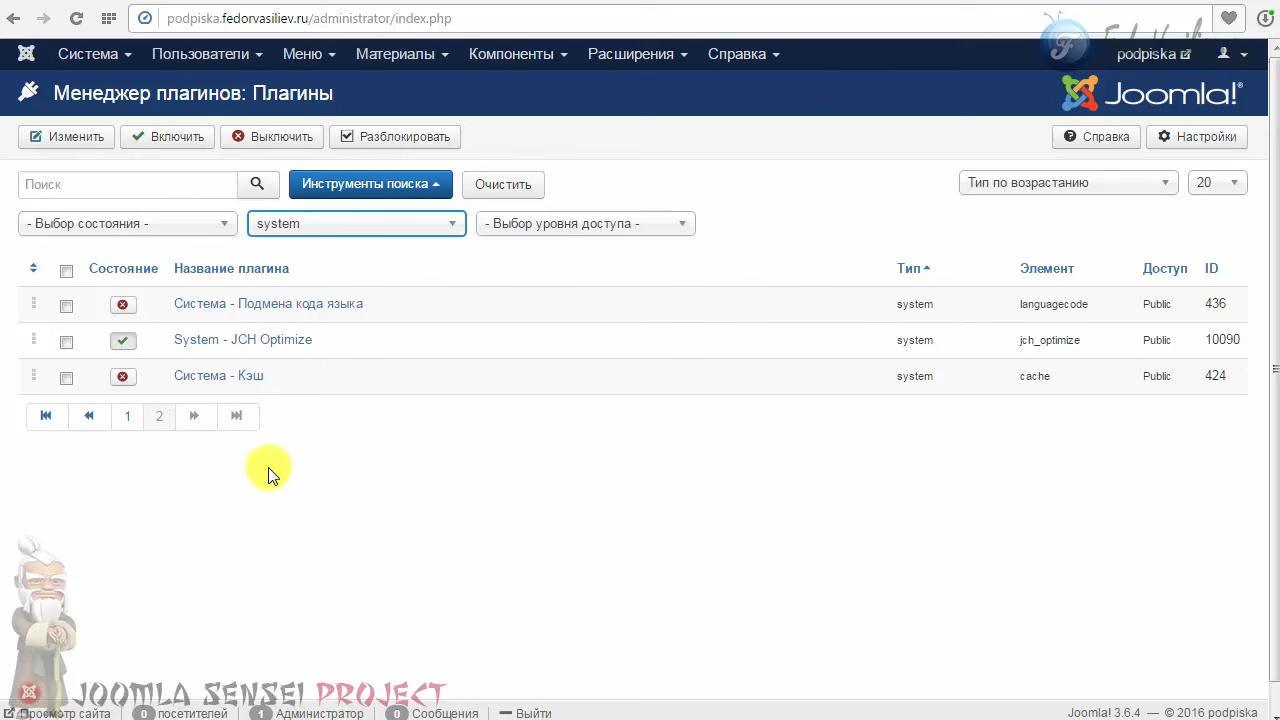 podpiska.fedorvasiliev.ru/administrator/index.php
Система Пользователи Меню Материалы Компоненты Расширения Справка podpiska
Менеджер плагинов: Плагины Joomla!®
Изменить Включить Выключить Разблокировать Справка Настройки
Поиск Инструменты поиска Очистить Тип по возрастанию 20
- Выбор состояния - system - Выбор уровня доступа -
Состояние Название плагина Тип Элемент Доступ ID
Система - Подмена кода языка system languagecode Public 436
System - JCH Optimize system jch_optimize Public 10090
Система - Кэш system cache Public 424
1 2
JOOMLA SENSEI PROJECT
Просмотр сайта 0 посетителей 1 Администратор 0 Сообщения Выйти Joomla! 3.6.4 — © 2016 podpiska